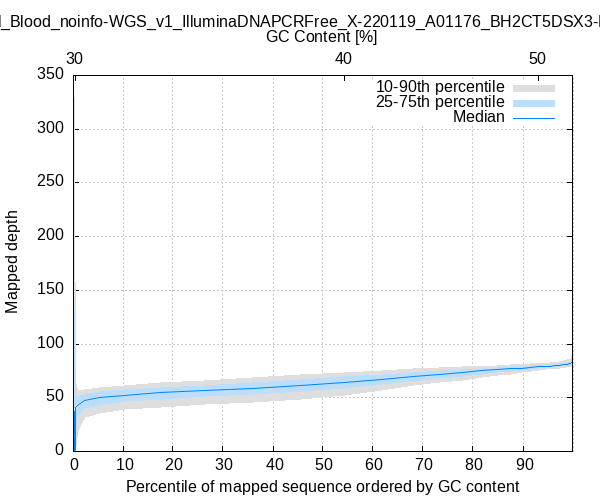 _Blood_noinfo-WGS_v1_IlluminaDNAPCRFree_X-220119_A01176_BH2CT5DSX3-
GC Content [%]
30 40 50
350
300
250
200
150
100
50
0
Mapped depth
10-90th percentile
25-75th percentile
Median
0 10 20 30 40 50 60 70 80 90
Percentile of mapped sequence ordered by GC content